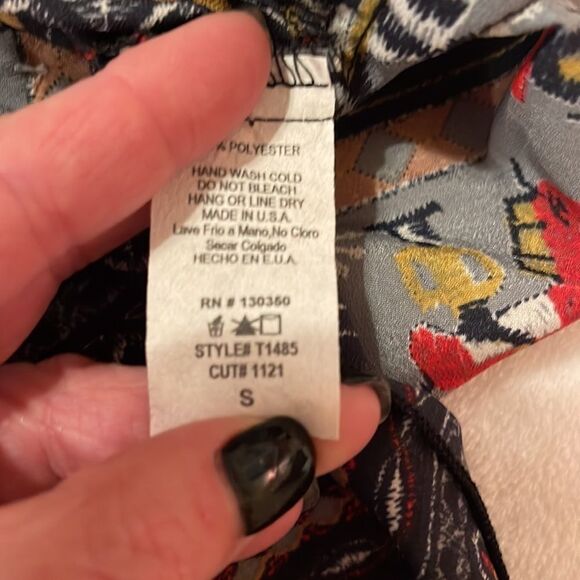 % POLYESTER
HAND WASH COLD
DO NOT BLEACH
HANG OR LINE DRY
MADE IN U.S.A.
Lave Frio a Mano,No Cloro
Secar Colgado
HECHO EN E.U.A.
RN # 130350
STYLE# T1485
CUT# 1121
S